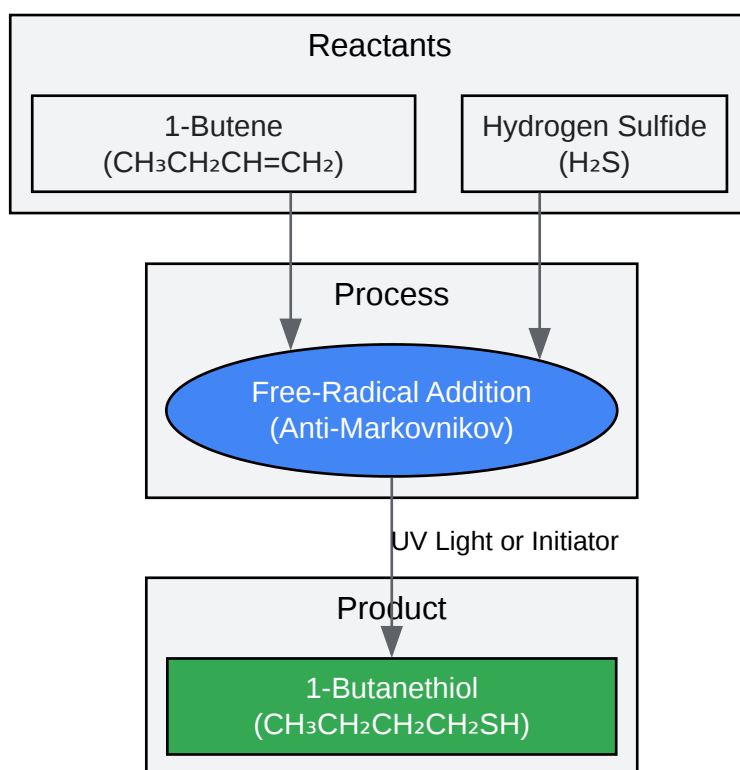 Reactants
1-Butene
(CH₃CH₂CH=CH₂)
Hydrogen Sulfide
(H₂S)
Process
Free-Radical Addition
(Anti-Markovnikov)
UV Light or Initiator
Product
1-Butanethiol
(CH₃CH₂CH₂CH₂SH)